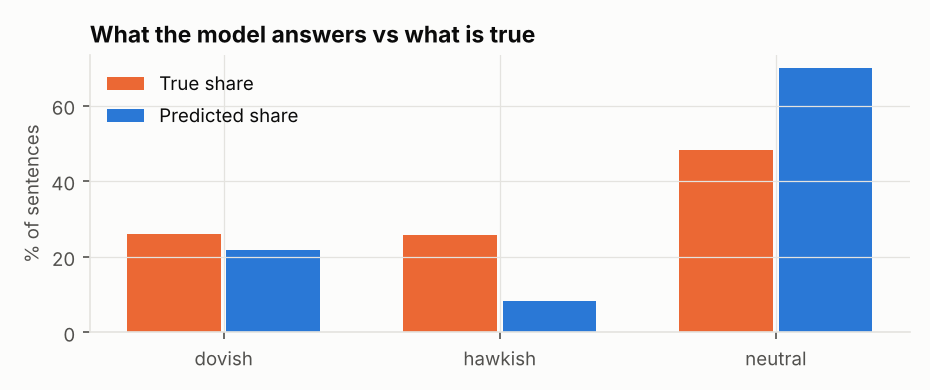 What the model answers vs what is true
True share
Predicted share
% of sentences
60
40
20
0
dovish
hawkish
neutral